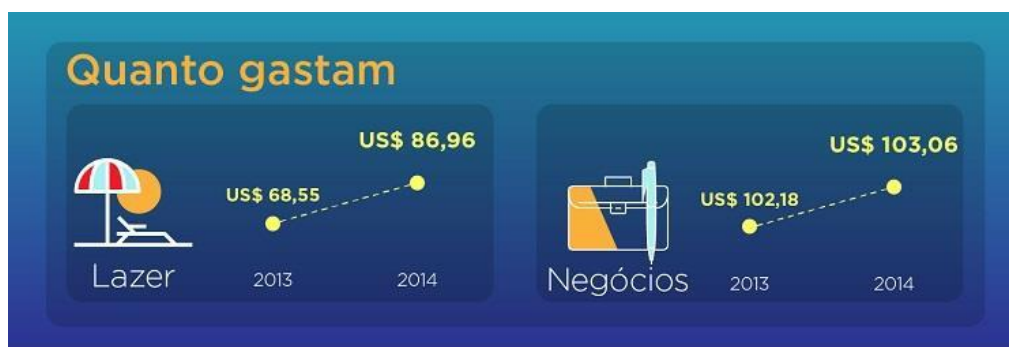 Quanto gastam
US$ 86,96
US$ 68,55
Lazer
2013
2014
US$ 103,06
US$ 102,18
Negócios
2013
2014